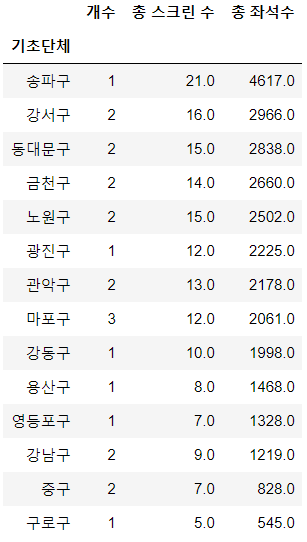 개수 총 스크린 수 총 좌석수
기초단체
송파구 1 21.0 4617.0
강서구 2 16.0 2966.0
동대문구 2 15.0 2838.0
금천구 2 14.0 2660.0
노원구 2 15.0 2502.0
광진구 1 12.0 2225.0
관악구 2 13.0 2178.0
마포구 3 12.0 2061.0
강동구 1 10.0 1998.0
용산구 1 8.0 1468.0
영등포구 1 7.0 1328.0
강남구 2 9.0 1219.0
중구 2 7.0 828.0
구로구 1 5.0 545.0